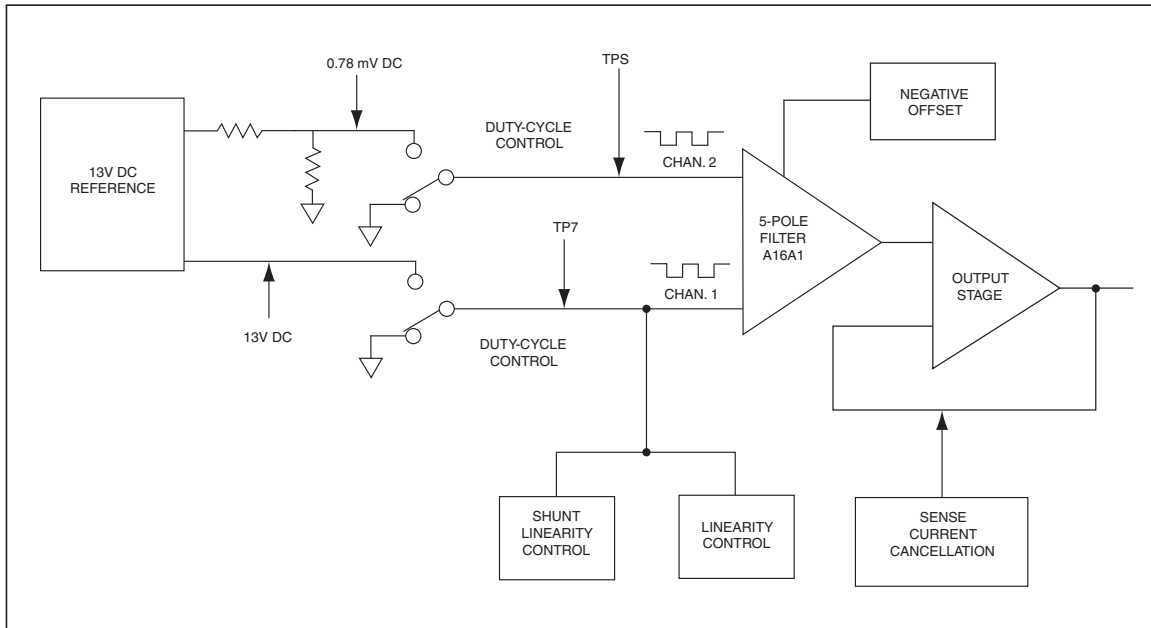 0.78 mV DC
TPS
NEGATIVE
OFFSET
13V DC
REFERENCE
DUTY-CYCLE
CONTROL
CHAN. 2
5-POLE
FILTER
A16A1
TP7
CHAN. 1
OUTPUT
STAGE
13V DC
DUTY-CYCLE
CONTROL
SHUNT
LINEARITY
CONTROL
LINEARITY
CONTROL
SENSE
CURRENT
CANCELLATION